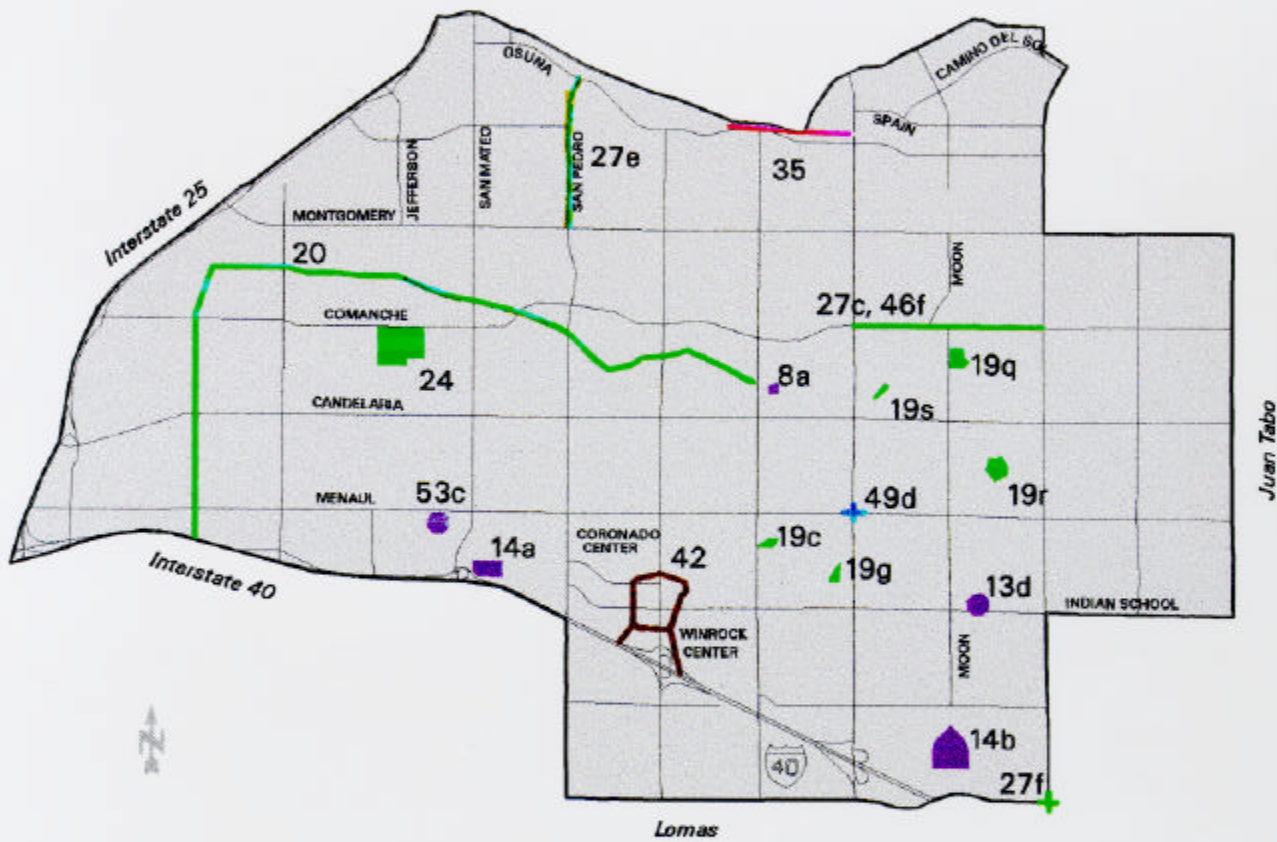 OSUNA
CAMINO DEL SOL
SPAIN
SAN PEDRO
27e
35
JEFFERSON
SAN MATEO
Interstate 25
MONTGOMERY
20
MOON
COMANCHE
27c, 46f
24
8a
19q
19s
CANDELARIA
Juan Tabo
19r
MENAUL
53c
49d
CORONADO
CENTER
42
19c
14a
19g
Interstate 40
13d
INDIAN SCHOOL
WINROCK
CENTER
MOON
14b
40
27f
N
Lomas